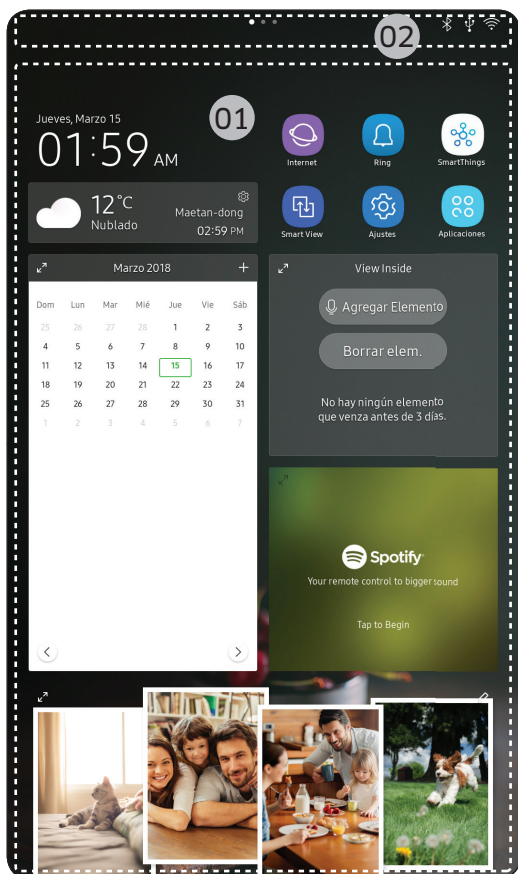 02
01
Jueves, Marzo 15
01:59 AM
Internet
Ring
SmartThings
12°C
Nublado
Maetan-dong
02:59 PM
Smart View
Ajustes
Aplicaciones
Marzo 2018 +
Dom Lun Mar Mié Jue Vie Sáb
25 26 27 28 1 2 3
4 5 6 7 8 9 10
11 12 13 14 15 16 17
18 19 20 21 22 23 24
25 26 27 28 29 30 31
1 2 3 4 5 6 7
View Inside
Agregar Elemento
Borrar elem.
No hay ningún elemento
que venza antes de 3 días.
Spotify
Your remote control to bigger sound
Tap to Begin